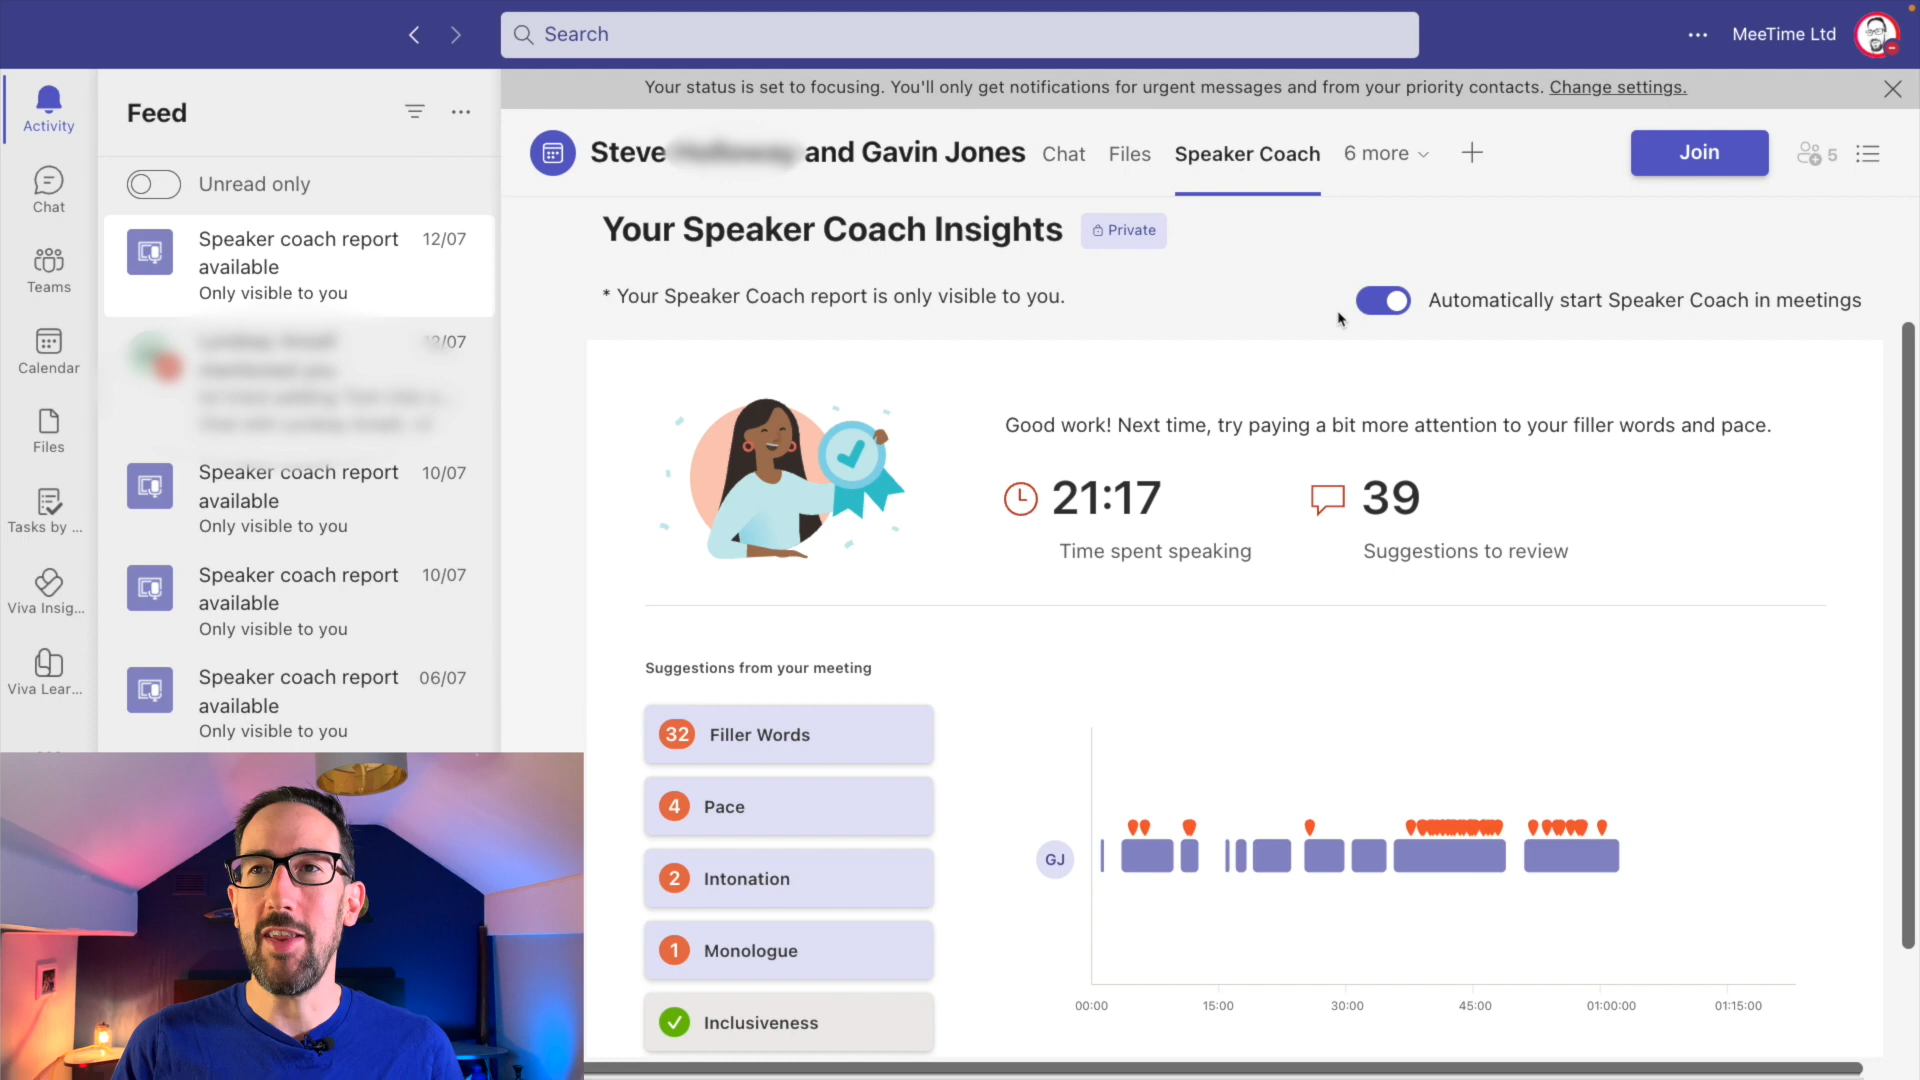 Search
MeeTime Ltd
Your status is set to focusing. You'll only get notifications for urgent messages and from your priority contacts. Change settings.
Activity
Chat
Teams
Calendar
Files
Tasks by ...
Viva Insig...
Viva Lear...
Feed
Unread only
Speaker coach report 12/07
available
Only visible to you
12/07
Speaker coach report 10/07
available
Only visible to you
Speaker coach report 10/07
available
Only visible to you
Speaker coach report 06/07
available
Only visible to you
Steve and Gavin Jones Chat Files Speaker Coach 6 more Join 5
Your Speaker Coach Insights Private
* Your Speaker Coach report is only visible to you. Automatically start Speaker Coach in meetings
Good work! Next time, try paying a bit more attention to your filler words and pace.
21:17 39
Time spent speaking Suggestions to review
Suggestions from your meeting
32 Filler Words
4 Pace
2 Intonation
1 Monologue
Inclusiveness
GJ
00:00 15:00 30:00 45:00 01:00:00 01:15:00